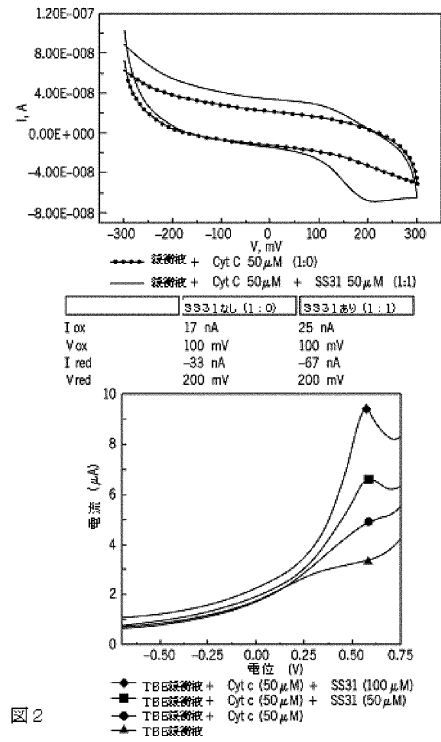 1.20E-007
8.00E-008
4.00E-008
0.00E+000
-4.00E-008
-8.00E-008
I, A
-300 -200 -100 0 100 200 300
V, mV
緩衝液 + Cyt C 50μM (1:0)
緩衝液 + Cyt C 50μM + SS31 50μM (1:1)
SS31なし (1:0) SS31あり (1:1)
I ox 17 nA 25 nA
V ox 100 mV 100 mV
I red -33 nA -67 nA
V red 200 mV 200 mV
10
8
6
4
2
0
電流 (μA)
-0.50 -0.25 0.00 0.25 0.50 0.75
電位 (V)
TBE緩衝液 + Cyt c (50μM) + SS31 (100μM)
TBE緩衝液 + Cyt c (50μM) + SS31 (50μM)
TBE緩衝液 + Cyt c (50μM)
TBE緩衝液
図2